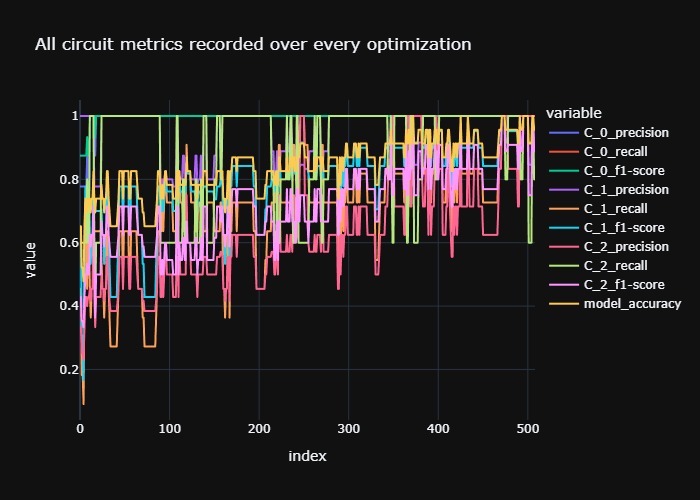 All circuit metrics recorded over every optimization
variable
C_0_precision
C_0_recall
C_0_f1-score
C_1_precision
C_1_recall
C_1_f1-score
C_2_precision
C_2_recall
C_2_f1-score
model_accuracy
1
0.8
0.6
0.4
0.2
value
0 100 200 300 400 500
index